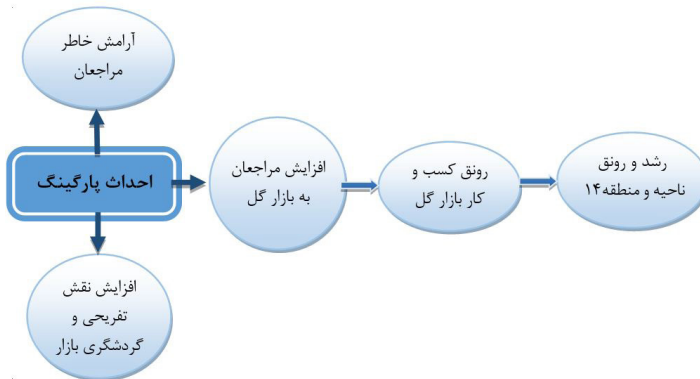 آرامش خاطر
مراجعان
احداث پارگینگ
افزایش مراجعان
به بازار گل
رونق کسب و
کار بازار گل
رشد و رونق
ناحیه و منطقه۱۴
افزایش نقش
تفریحی و
گردشگری بازار